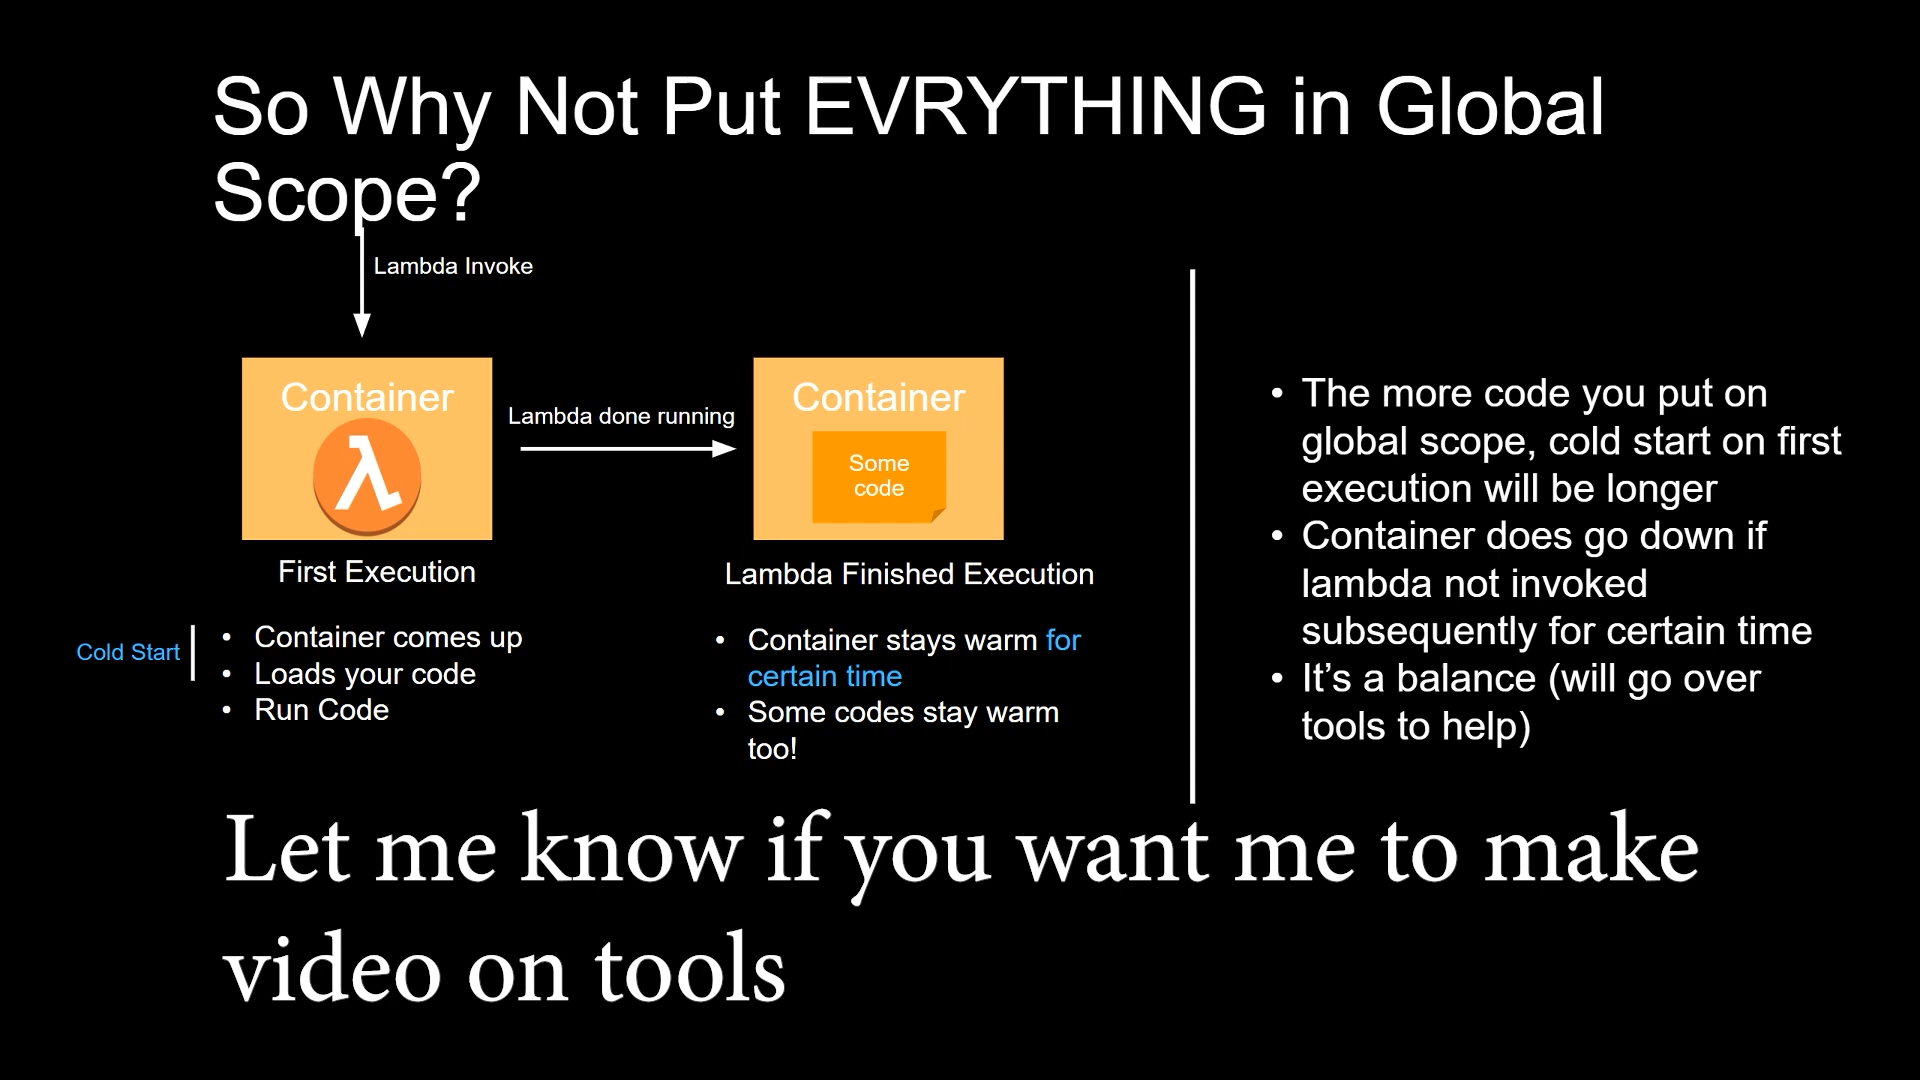 So Why Not Put EVRYTHING in Global
Scope?
Lambda Invoke
Container
Lambda done running
Container
Some
code
First Execution
Lambda Finished Execution
Cold Start
• Container comes up
• Loads your code
• Run Code
• Container stays warm for
certain time
• Some codes stay warm
too!
• The more code you put on
global scope, cold start on first
execution will be longer
• Container does go down if
lambda not invoked
subsequently for certain time
• It’s a balance (will go over
tools to help)
Let me know if you want me to make
video on tools